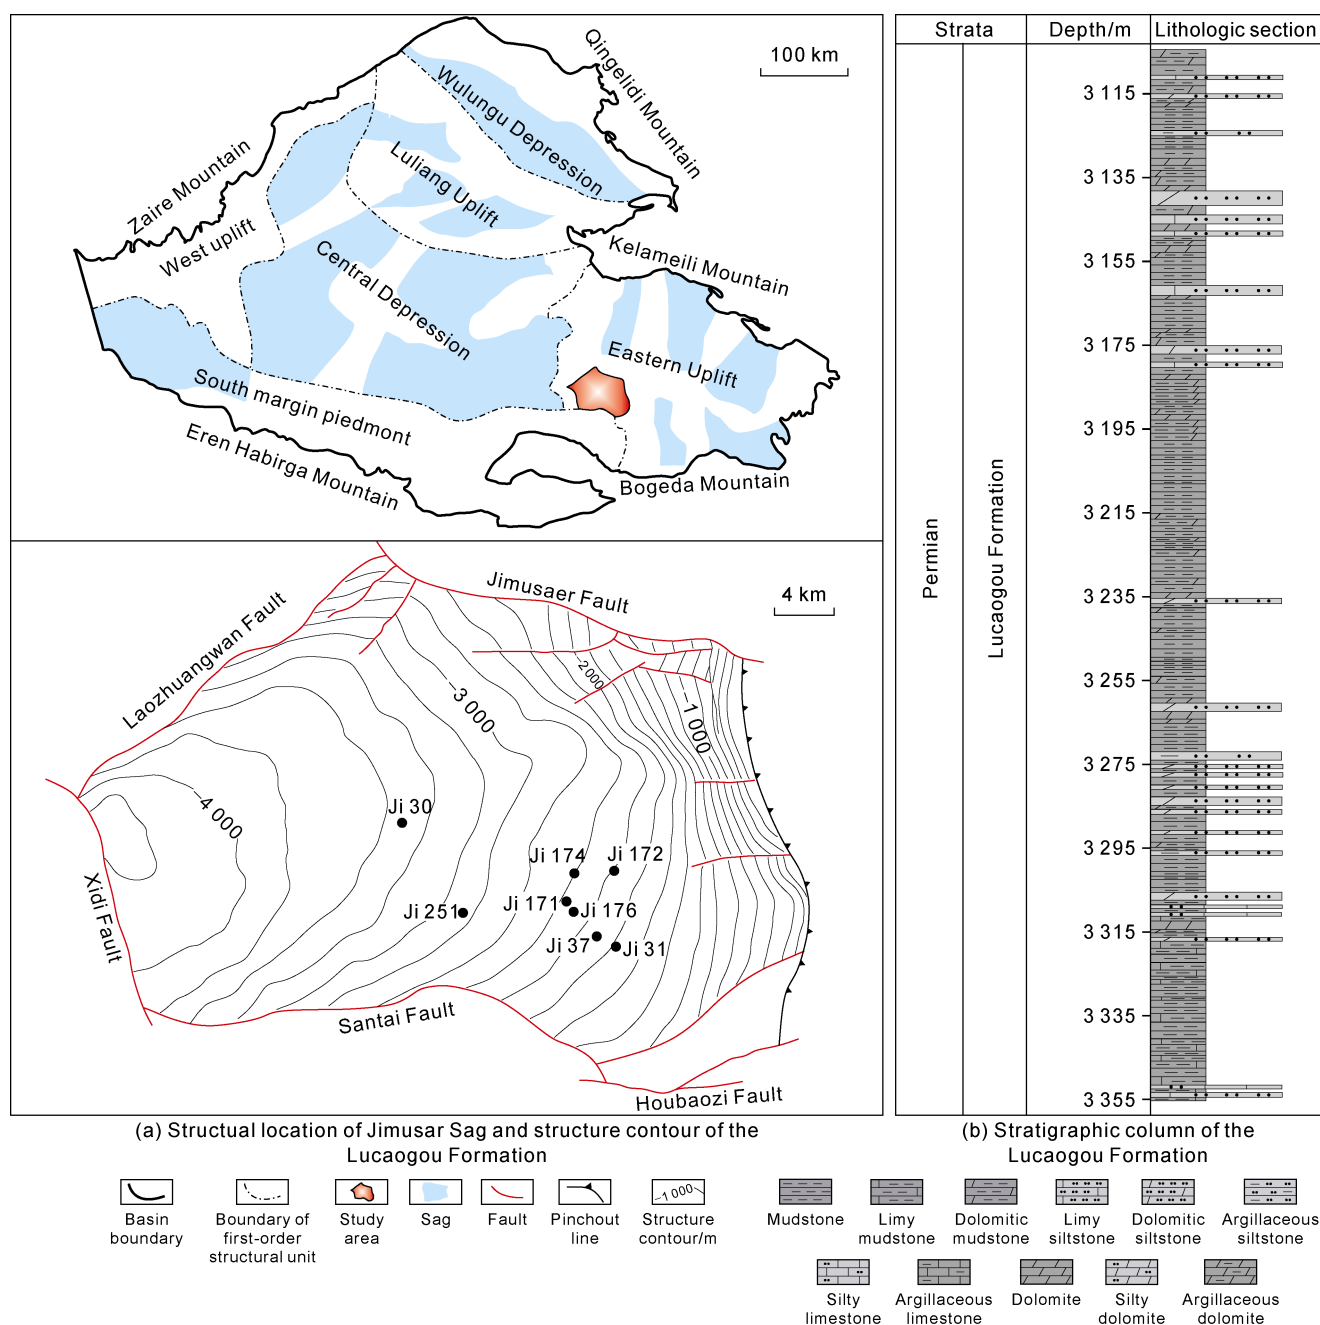 100 km
Qingelidi Mountain
Wulungu Depression
Luliang Uplift
Zaire Mountain
West uplift
Kelameili Mountain
Central Depression
Eastern Uplift
South margin piedmont
Eren Habirga Mountain
Bogeda Mountain
4 km
Jimusaer Fault
Laozhuangwan Fault
−2 000
−3 000
−1 000
−4 000
Ji 30
Ji 174
Ji 172
Ji 171
Ji 176
Ji 251
Ji 37
Ji 31
Xidi Fault
Santai Fault
Houbaozi Fault
(a) Structual location of Jimusar Sag and structure contour of the
Lucaogou Formation
Basin
boundary
Boundary of
first-order
structural unit
Study
area
Sag
Fault
Pinchout
line
−1 000
Structure
contour/m
Strata
Depth/m
Lithologic section
Permian
Lucaogou Formation
3 115
3 135
3 155
3 175
3 195
3 215
3 235
3 255
3 275
3 295
3 315
3 335
3 355
(b) Stratigraphic column of the
Lucaogou Formation
Mudstone
Limy
mudstone
Dolomitic
mudstone
Limy
siltstone
Dolomitic
siltstone
Argillaceous
siltstone
Silty
limestone
Argillaceous
limestone
Dolomite
Silty
dolomite
Argillaceous
dolomite